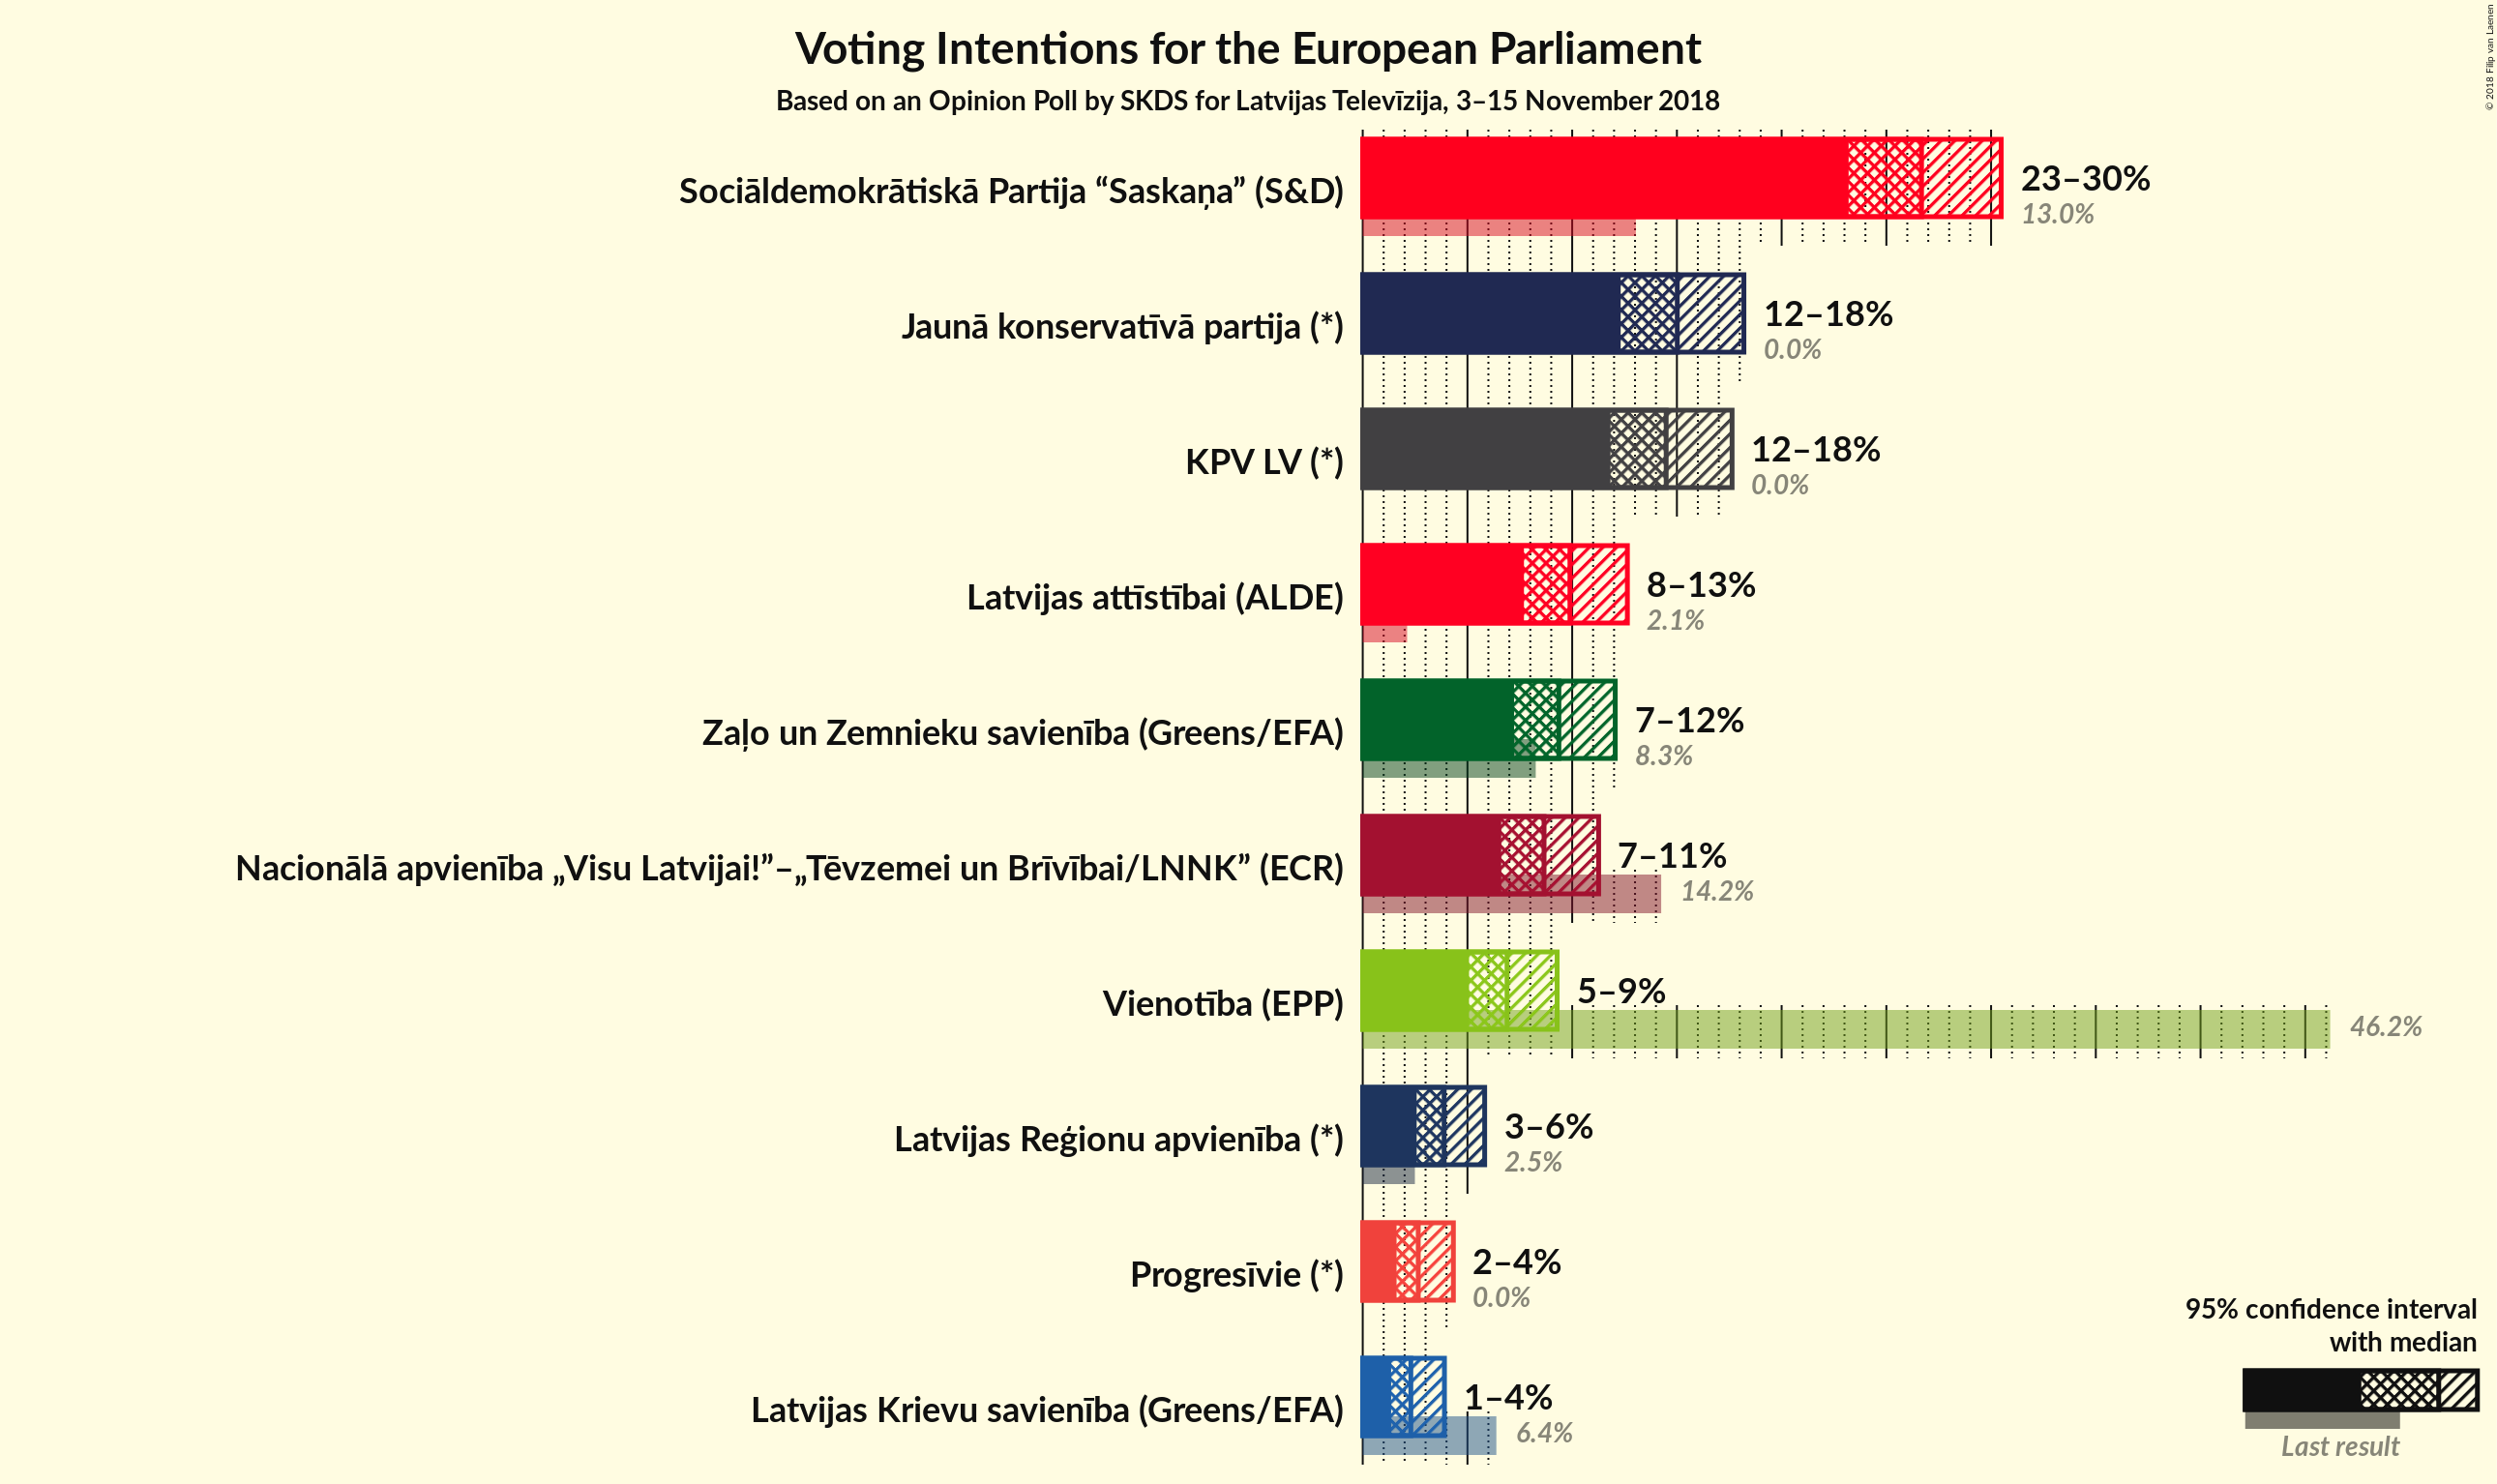 Voting Intentions for the European Parliament
Based on an Opinion Poll by SKDS for Latvijas Televīzija, 3–15 November 2018
© 2018 Filip van Laenen
Sociāldemokrātiskā Partija “Saskaņa” (S&D)
23–30%
13.0%
Jaunā konservatīvā partija (*)
12–18%
0.0%
KPV LV (*)
12–18%
0.0%
Latvijas attīstībai (ALDE)
8–13%
2.1%
Zaļo un Zemnieku savienība (Greens/EFA)
7–12%
8.3%
Nacionālā apvienība „Visu Latvijai!”–„Tēvzemei un Brīvībai/LNNK” (ECR)
7–11%
14.2%
Vienotība (EPP)
5–9%
46.2%
Latvijas Reģionu apvienība (*)
3–6%
2.5%
Progresīvie (*)
2–4%
0.0%
Latvijas Krievu savienība (Greens/EFA)
1–4%
6.4%
95% confidence interval
with median
Last result